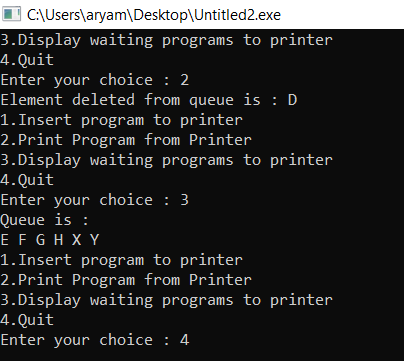 C:\Users\aryam\Desktop\Untitled2.exe
3.Display waiting programs to printer
4.Quit
Enter your choice : 2
Element deleted from queue is : D
1.Insert program to printer
2.Print Program from Printer
3.Display waiting programs to printer
4.Quit
Enter your choice : 3
Queue is :
E F G H X Y
1.Insert program to printer
2.Print Program from Printer
3.Display waiting programs to printer
4.Quit
Enter your choice : 4